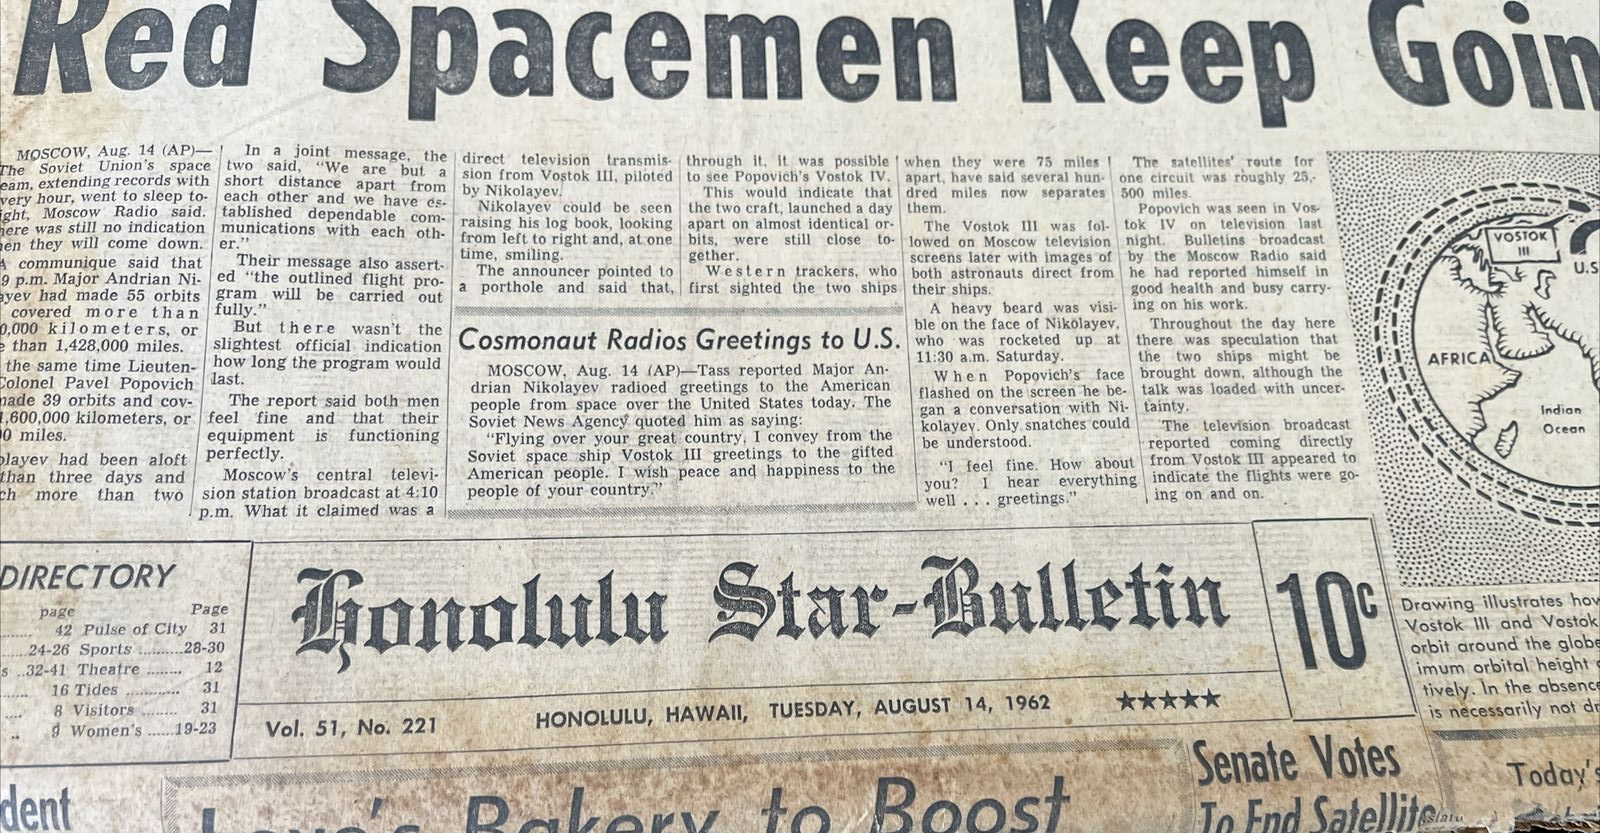 Red Spacemen Keep Goin
MOSCOW, Aug. 14 (AP)—
The Soviet Union's space
eam, extending records with
very hour, went to sleep to-
ight, Moscow Radio said.
here was still no indication
en they will come down.
A communique said that
9 p.m. Major Andrian Ni-
ayev had made 55 orbits
covered more than
0,000 kilometers, or
e than 1,428,000 miles.
the same time Lieuten-
Colonel Pavel Popovich
made 39 orbits and cov-
1,600,000 kilometers, or
0 miles.
olayev had been aloft
than three days and
ch more than two
In a joint message, the
two said, "We are but a
short distance apart from
each other and we have es-
tablished dependable com-
munications with each oth-
er."
Their message also assert-
ed "the outlined flight pro-
gram will be carried out
fully."
But there wasn't the
slightest official indication
how long the program would
last.
The report said both men
feel fine and that their
equipment is functioning
perfectly.
Moscow's central televi-
sion station broadcast at 4:10
p.m. What it claimed was a
direct television transmis-
sion from Vostok III, piloted
by Nikolayev.
Nikolayev could be seen
raising his log book, looking
from left to right and, at one
time, smiling.
The announcer pointed to
a porthole and said that,
through it, it was possible
to see Popovich's Vostok IV.
This would indicate that
the two craft, launched a day
apart on almost identical or-
bits, were still close to-
gether.
Western trackers, who
first sighted the two ships
when they were 75 miles
apart, have said several hun-
dred miles now separates
them.
The Vostok III was fol-
lowed on Moscow television
screens later with images of
both astronauts direct from
their ships.
A heavy beard was visi-
ble on the face of Nikolayev,
who was rocketed up at
11:30 a.m. Saturday.
When Popovich's face
flashed on the screen he be-
gan a conversation with Ni-
kolayev. Only snatches could
be understood.
"I feel fine. How about
you? I hear everything
well . . . greetings."
The satellites' route for
one circuit was roughly 25,-
500 miles.
Popovich was seen in Vos-
tok IV on television last
night. Bulletins broadcast
by the Moscow Radio said
he had reported himself in
good health and busy carry-
ing on his work.
Throughout the day here
there was speculation that
the two ships might be
brought down, although the
talk was loaded with uncer-
tainty.
The television broadcast
reported coming directly
from Vostok III appeared to
indicate the flights were go-
ing on and on.
Cosmonaut Radios Greetings to U.S.
MOSCOW, Aug. 14 (AP)—Tass reported Major An-
drian Nikolayev radioed greetings to the American
people from space over the United States today. The
Soviet News Agency quoted him as saying:
"Flying over your great country, I convey from the
Soviet space ship Vostok III greetings to the gifted
American people. I wish peace and happiness to the
people of your country."
VOSTOK
III
U.S
AFRICA
Indian
Ocean
Drawing illustrates how
Vostok III and Vostok
orbit around the globe
imum orbital height
tively. In the absence
is necessarily not dr
DIRECTORY
page Page
42 Pulse of City 31
24-26 Sports .........28-30
s ..32-41 Theatre ........ 12
16 Tides ............ 31
8 Visitors ........ 31
9 Women's ......19-23
Honolulu Star-Bulletin
10c
Vol. 51, No. 221 HONOLULU, HAWAII, TUESDAY, AUGUST 14, 1962 ★★★★★
dent
Love's Bakery to Boost
Senate Votes
To End Satellite
Today's